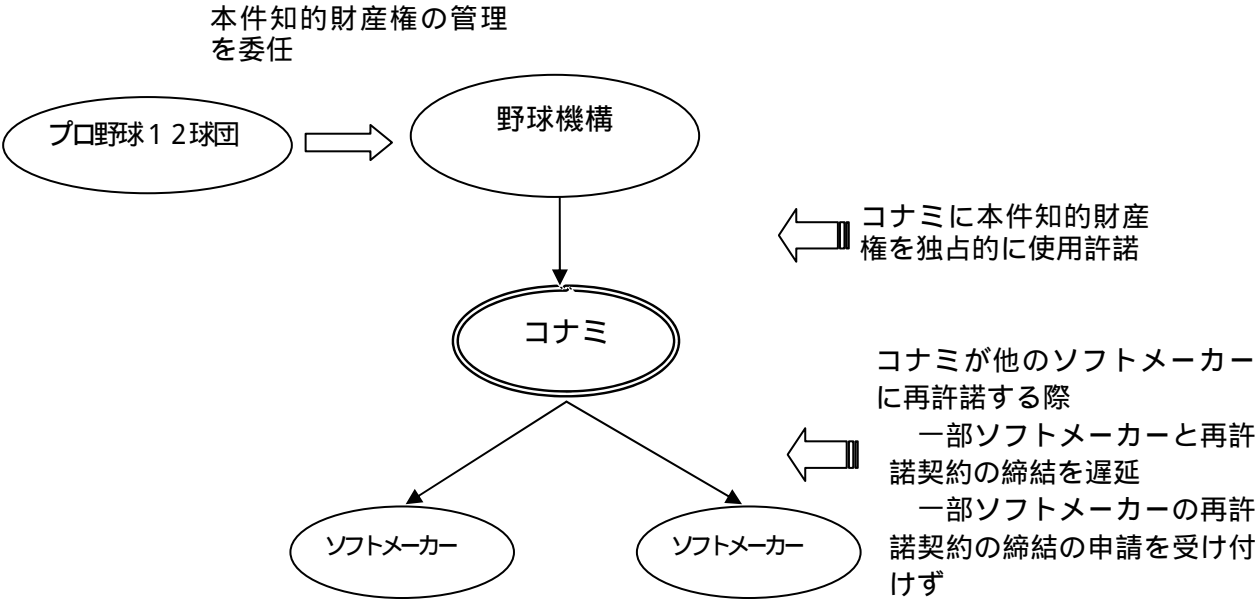 本件知的財産権の管理
を委任
プロ野球１２球団
野球機構
コナミに本件知的財産
権を独占的に使用許諾
コナミ
コナミが他のソフトメーカー
に再許諾する際
一部ソフトメーカーと再許
諾契約の締結を遅延
一部ソフトメーカーの再許
諾契約の締結の申請を受け付
けず
ソフトメーカー
ソフトメーカー